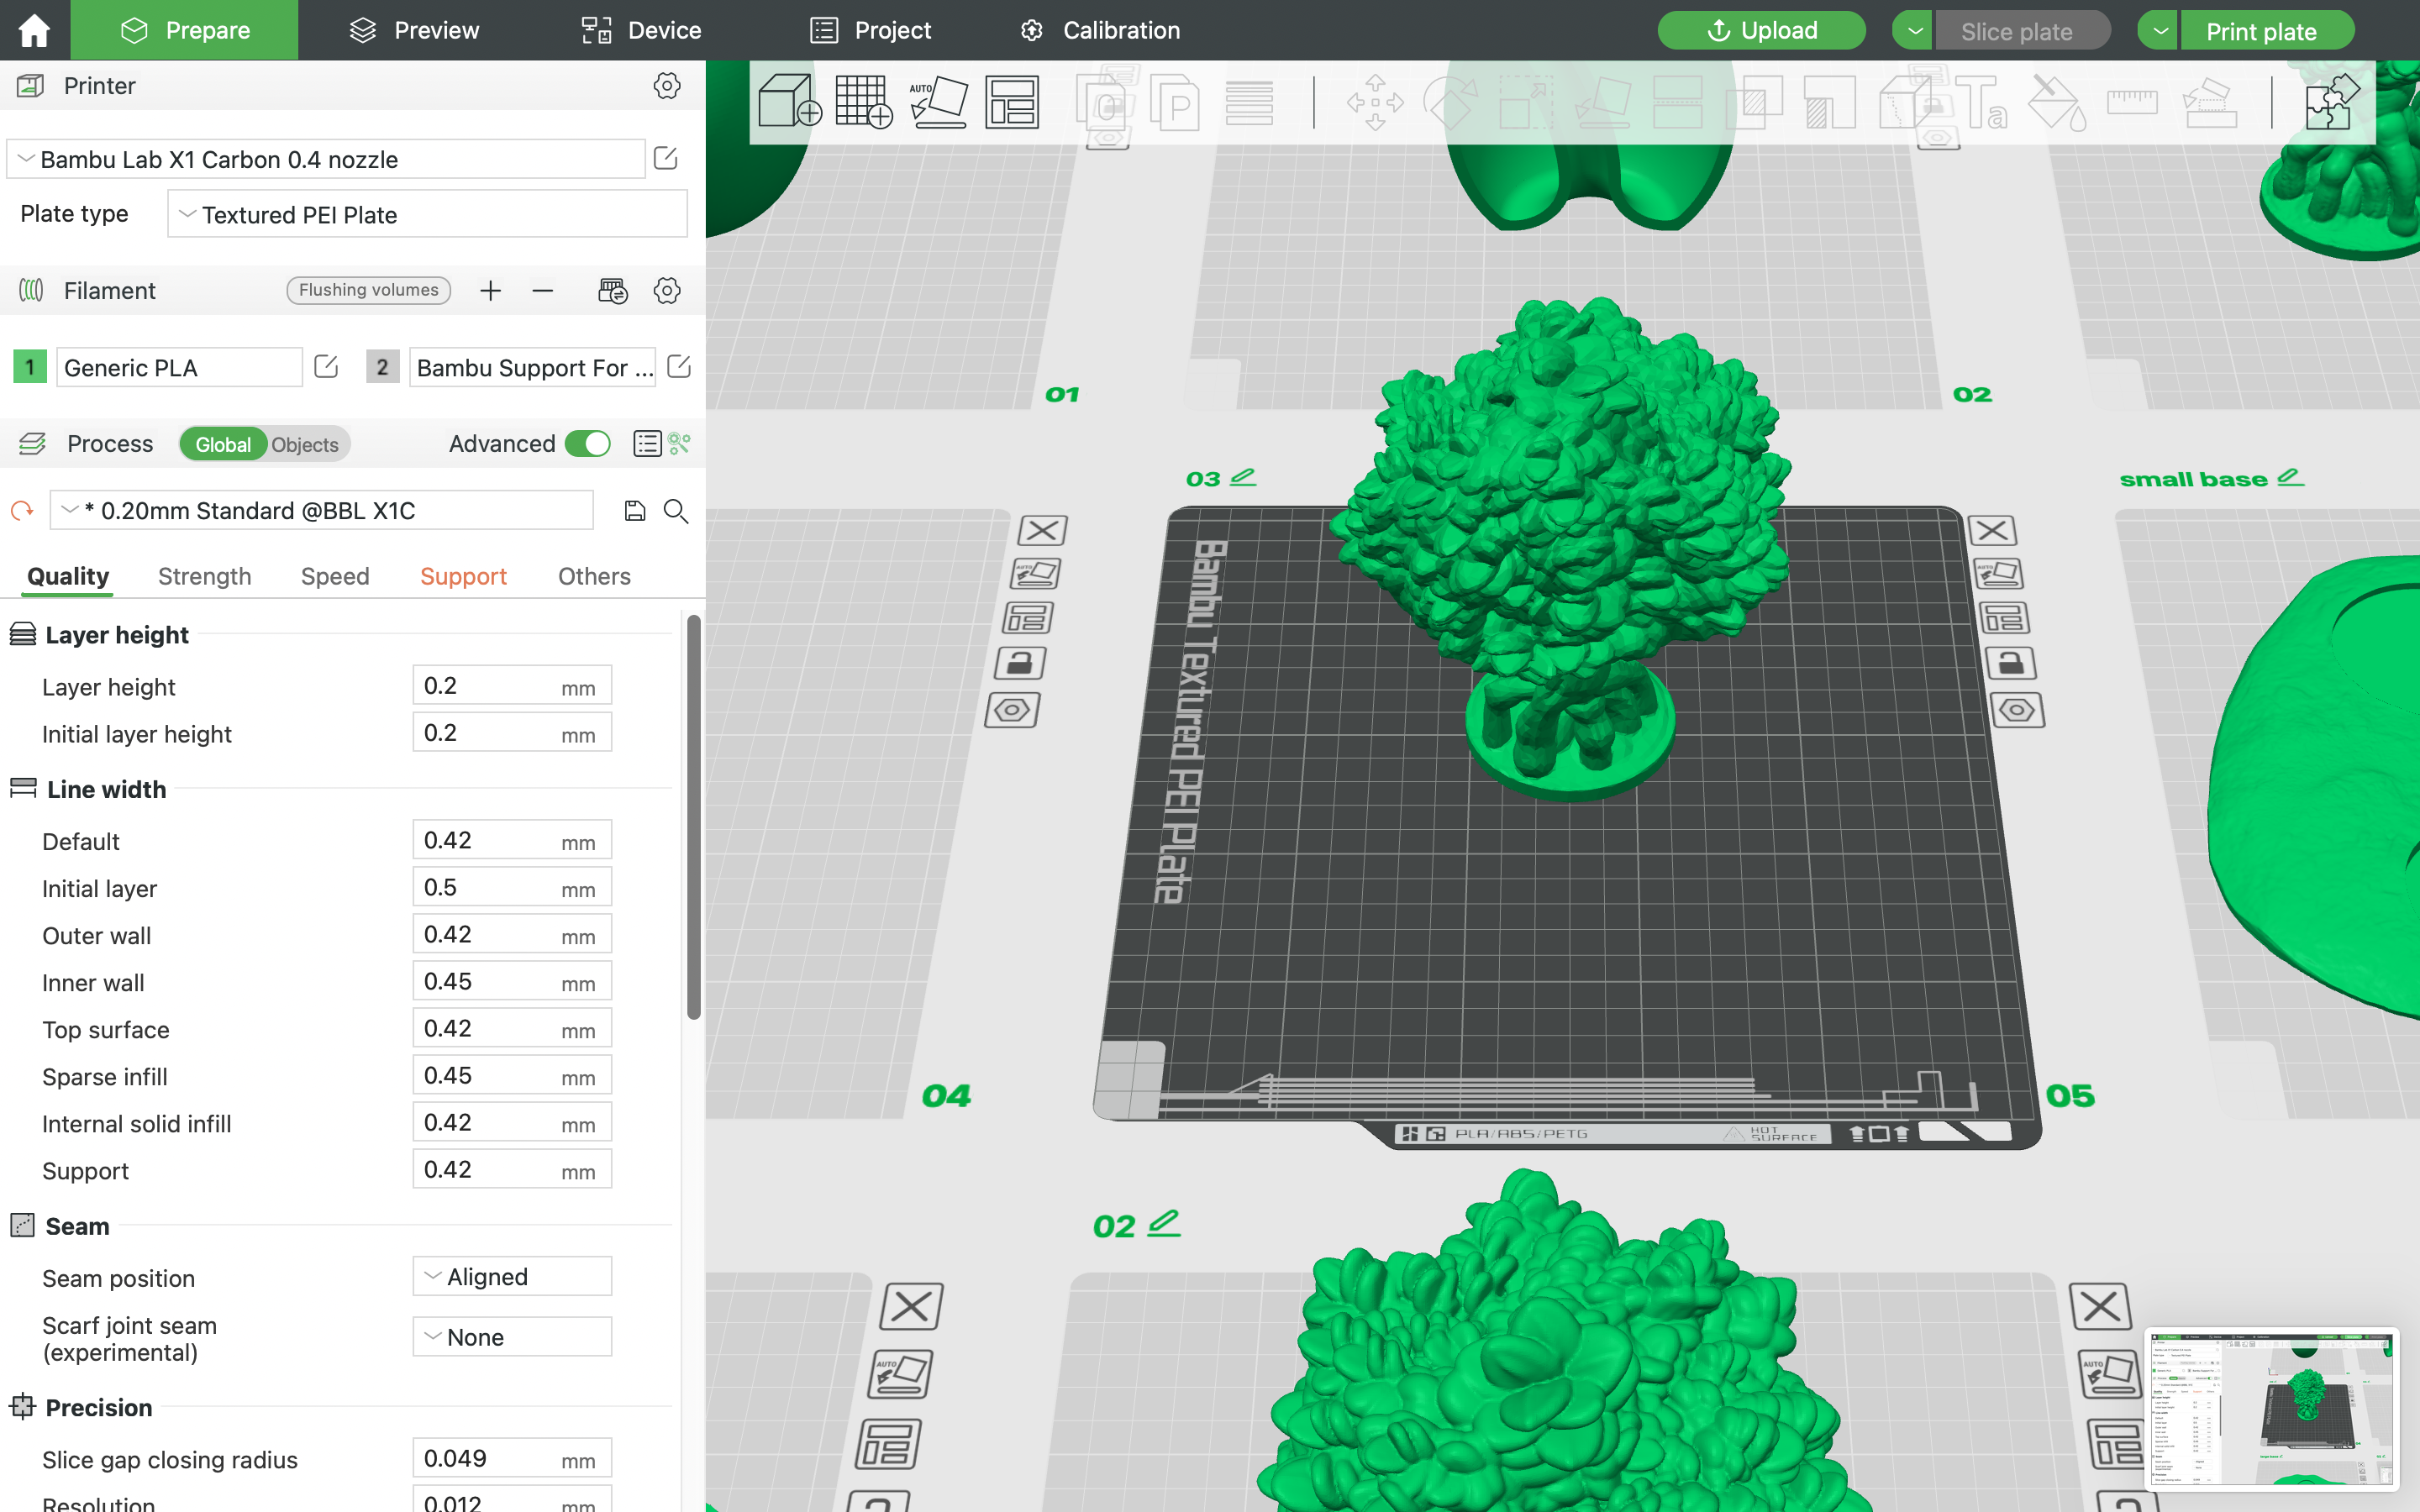 Prepare
Preview
Device
Project
Calibration
Upload
Slice plate
Print plate
Printer
Bambu Lab X1 Carbon 0.4 nozzle
Plate type
Textured PEI Plate
Filament
Flushing volumes
1
Generic PLA
2
Bambu Support For ...
Process
Global
Objects
Advanced
* 0.20mm Standard @BBL X1C
Quality
Strength
Speed
Support
Others
Layer height
Layer height
0.2 mm
Initial layer height
0.2 mm
Line width
Default
0.42 mm
Initial layer
0.5 mm
Outer wall
0.42 mm
Inner wall
0.45 mm
Top surface
0.42 mm
Sparse infill
0.45 mm
Internal solid infill
0.42 mm
Support
0.42 mm
Seam
Seam position
Aligned
Scarf joint seam
(experimental)
None
Precision
Slice gap closing radius
0.049 mm
Resolution
0.012 mm
AUTO
O
P
Ta
01
02
03
small base
AUTO
AUTO
Bambu Textured PEI Plate
04
05
PLA/ABS/PETG
HOT
SURFACE
02
AUTO
AUTO